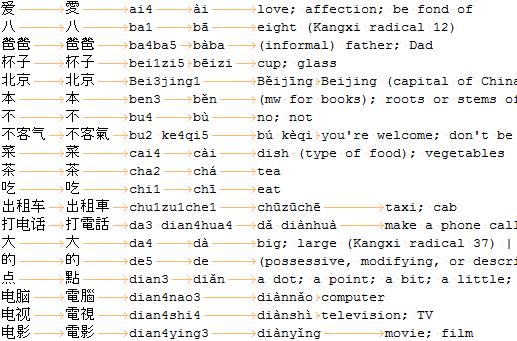 爱 愛 ai4 ài love; affection; be fond of
八 八 ba1 bā eight (Kangxi radical 12)
爸爸 爸爸 ba4ba5 bàba (informal) father; Dad
杯子 杯子 bei1zi5 bēizi cup; glass
北京 北京 Bei3jing1 Běijīng Beijing (capital of China
本 本 ben3 běn (mw for books); roots or stems of
不 不 bu4 bù no; not
不客气 不客氣 bu2 ke4qi5 bú kèqi you're welcome; don't be
菜 菜 cai4 cài dish (type of food); vegetables
茶 茶 cha2 chá tea
吃 吃 chi1 chī eat
出租车 出租車 chu1zu1che1 chūzūchē taxi; cab
打电话 打電話 da3 dian4hua4 dǎ diànhuà make a phone call
大 大 da4 dà big; large (Kangxi radical 37) |
的 的 de5 de (possessive, modifying, or descri
点 點 dian3 diǎn a dot; a point; a bit; a little;
电脑 電腦 dian4nao3 diànnǎo computer
电视 電視 dian4shi4 diànshì television; TV
电影 電影 dian4ying3 diànyǐng movie; film